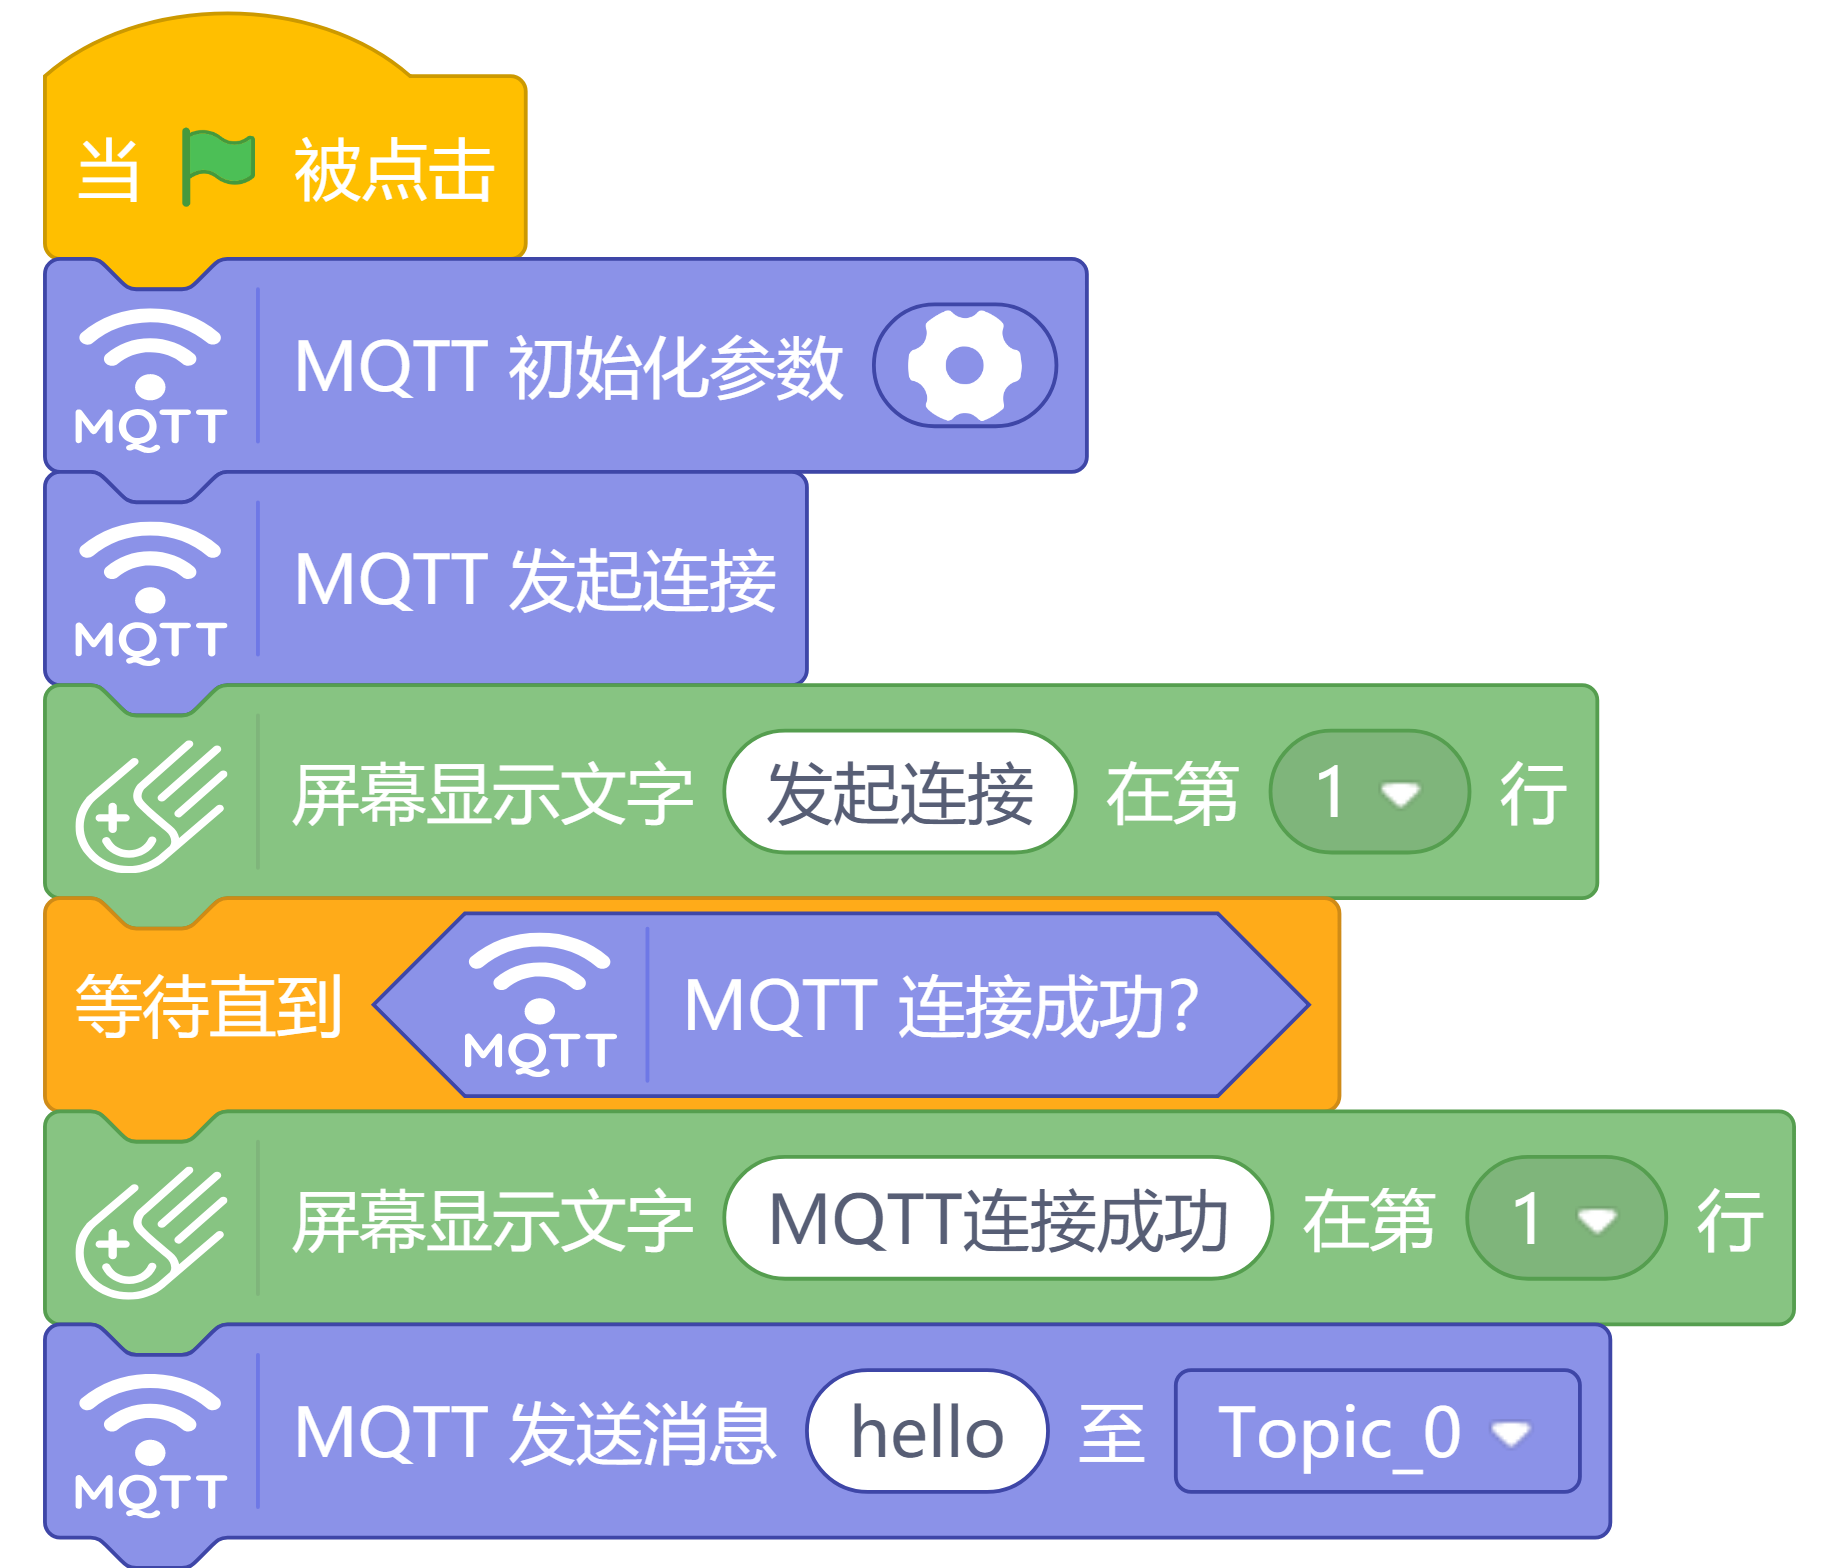 当 被点击
MQTT MQTT 初始化参数
MQTT MQTT 发起连接
屏幕显示文字 发起连接 在第 1 行
等待直到 MQTT MQTT 连接成功?
屏幕显示文字 MQTT连接成功 在第 1 行
MQTT MQTT 发送消息 hello 至 Topic_0